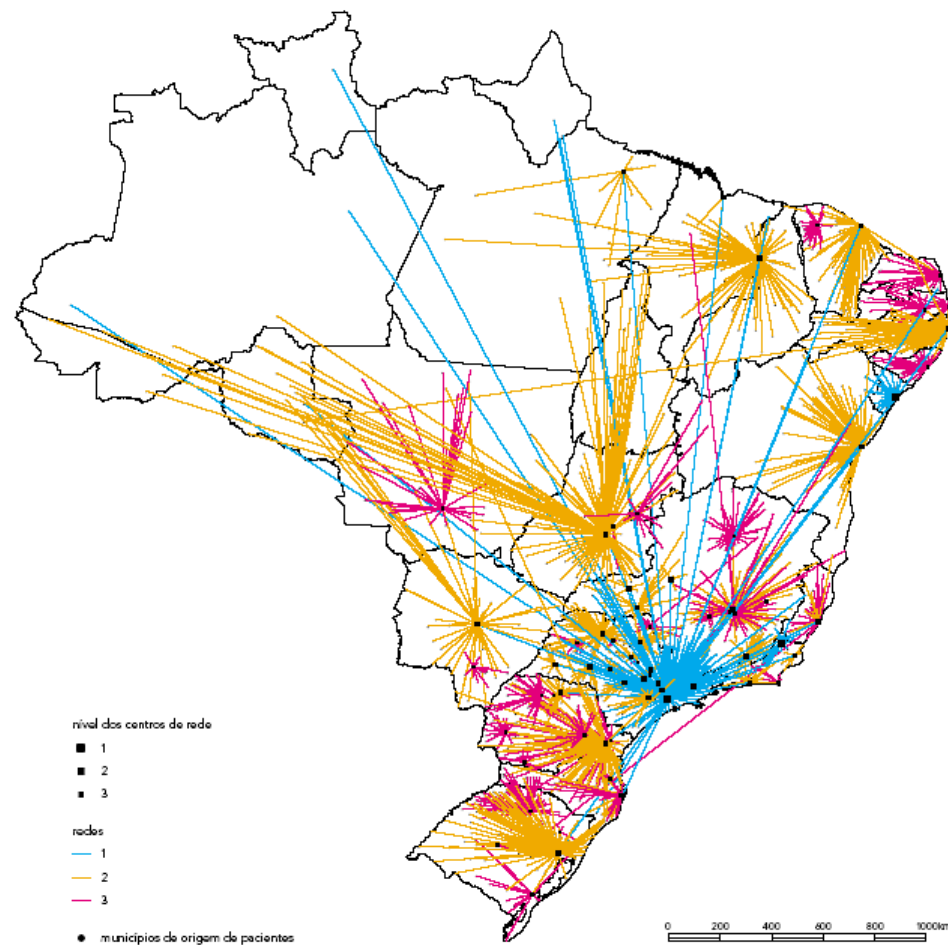 nível dos centros de rede
1
2
3
redes
1
2
3
municípios de origem de pacientes
0 200 400 600 800 1000km